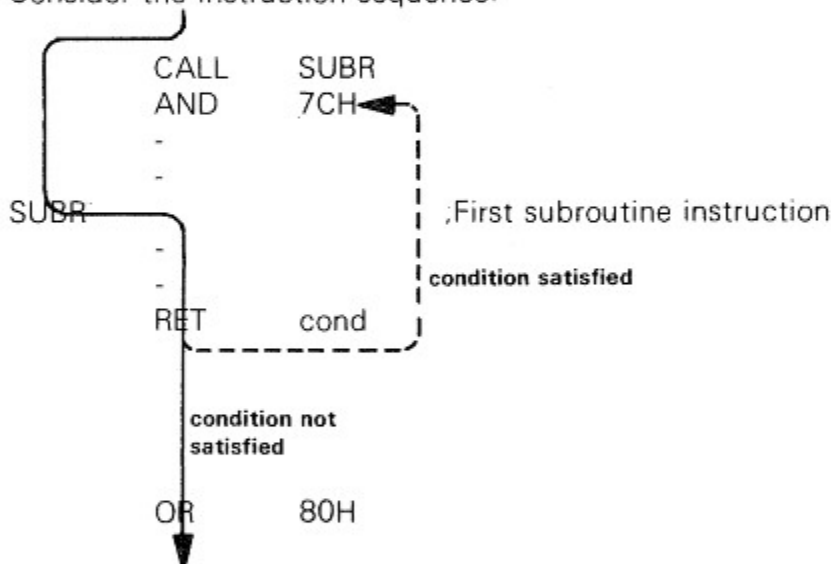 Consider the instruction sequence:
CALL SUBR
AND 7CH
-
-
SUBR ;First subroutine instruction
-
-
condition satisfied
RET cond
condition not
satisfied
OR 80H